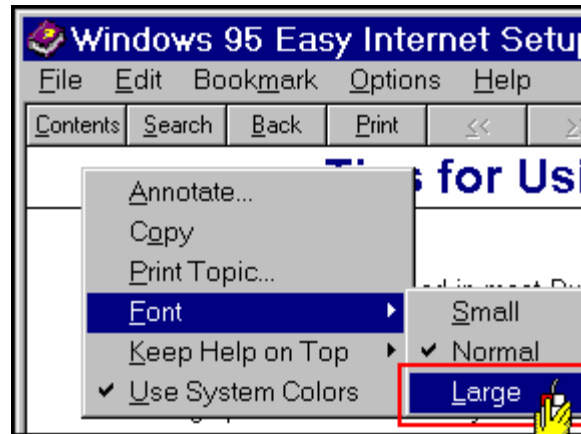 Windows 95 Easy Internet Setup
File Edit Bookmark Options Help
Contents Search Back Print <<
for Usi
Annotate...
Copy
Print Topic...
Font
Keep Help on Top
Use System Colors
Small
Normal
Large